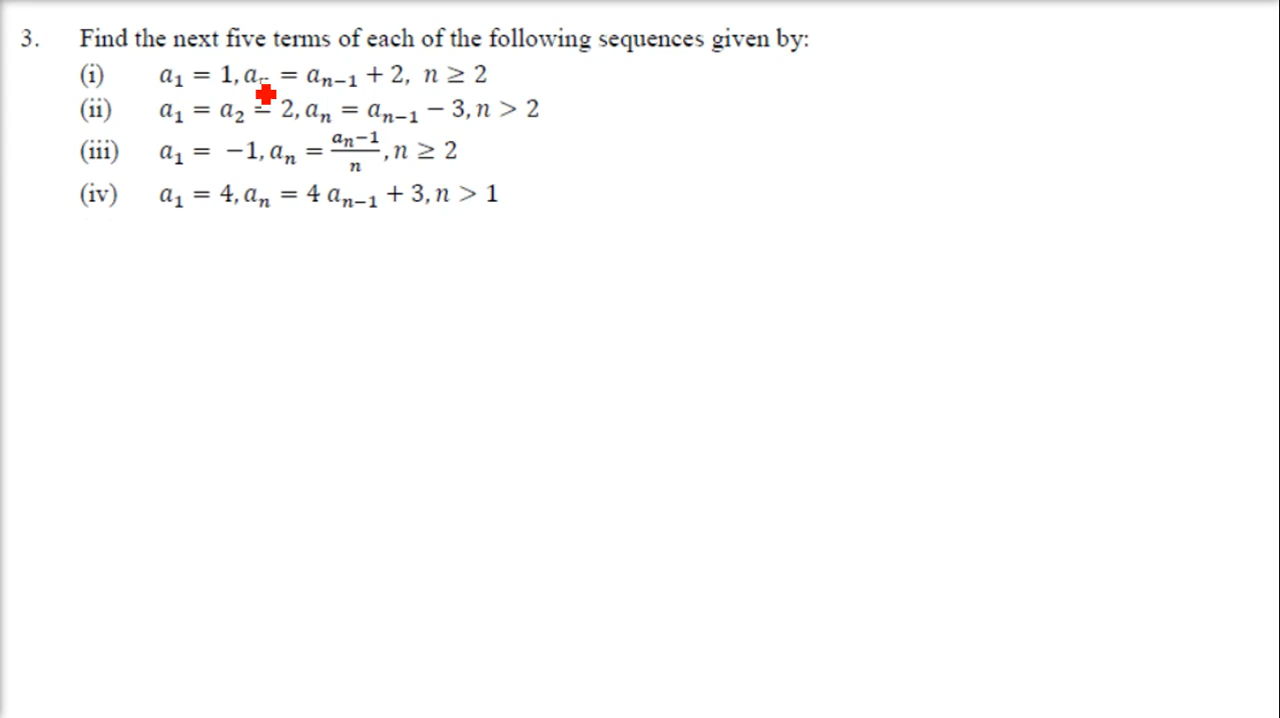 3. Find the next five terms of each of the following sequences given by:
(i) a₁ = 1, aₙ = aₙ₋₁ + 2, n ≥ 2
(ii) a₁ = a₂ = 2, aₙ = aₙ₋₁ − 3, n > 2
(iii) a₁ = −1, aₙ = aₙ₋₁/n, n ≥ 2
(iv) a₁ = 4, aₙ = 4 aₙ₋₁ + 3, n > 1